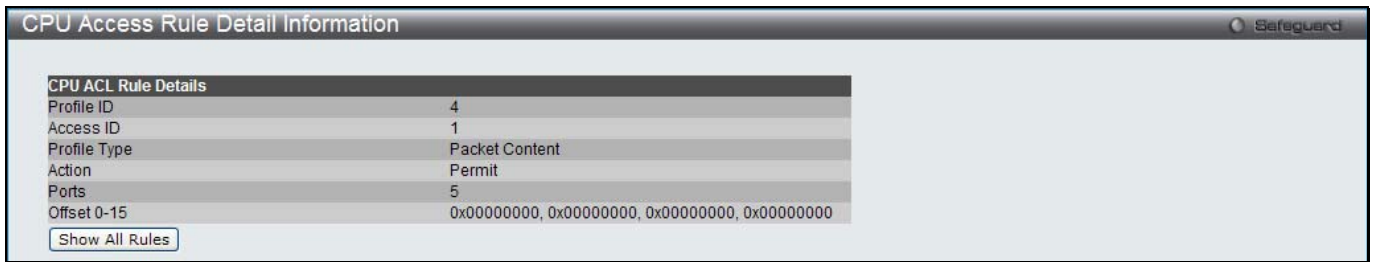 CPU Access Rule Detail Information
Safeguard
CPU ACL Rule Details
Profile ID 4
Access ID 1
Profile Type Packet Content
Action Permit
Ports 5
Offset 0-15 0x00000000, 0x00000000, 0x00000000, 0x00000000
Show All Rules